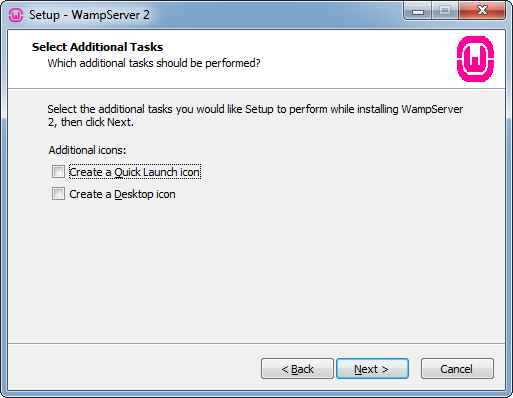 Setup - WampServer 2
Select Additional Tasks
Which additional tasks should be performed?
Select the additional tasks you would like Setup to perform while installing WampServer
2, then click Next.
Additional icons:
Create a Quick Launch icon
Create a Desktop icon
< Back
Next >
Cancel